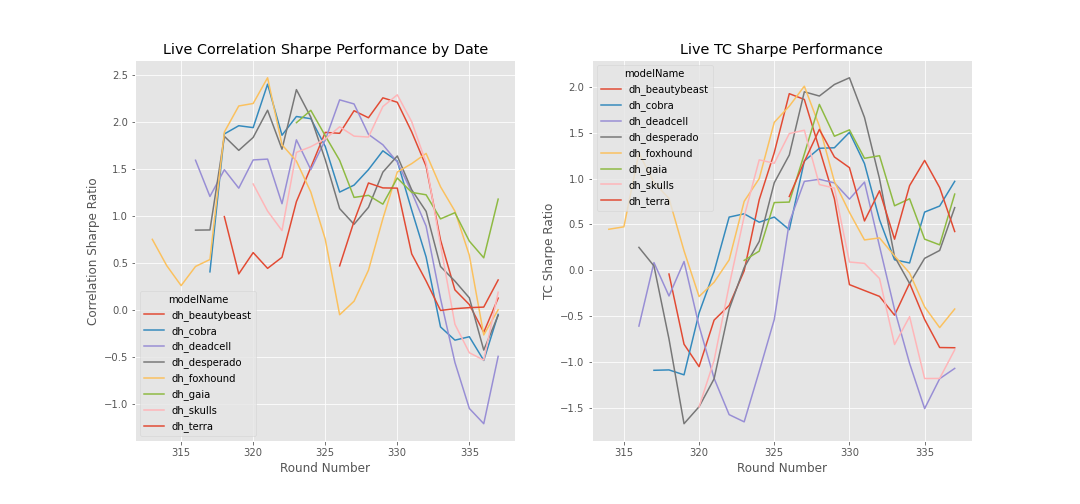 Live Correlation Sharpe Performance by Date
2.5
2.0
1.5
1.0
0.5
0.0
−0.5
−1.0
Correlation Sharpe Ratio
modelName
dh_beautybeast
dh_cobra
dh_deadcell
dh_desperado
dh_foxhound
dh_gaia
dh_skulls
dh_terra
315 320 325 330 335
Round Number
Live TC Sharpe Performance
2.0
1.5
1.0
0.5
0.0
−0.5
−1.0
−1.5
TC Sharpe Ratio
modelName
dh_beautybeast
dh_cobra
dh_deadcell
dh_desperado
dh_foxhound
dh_gaia
dh_skulls
dh_terra
315 320 325 330 335
Round Number